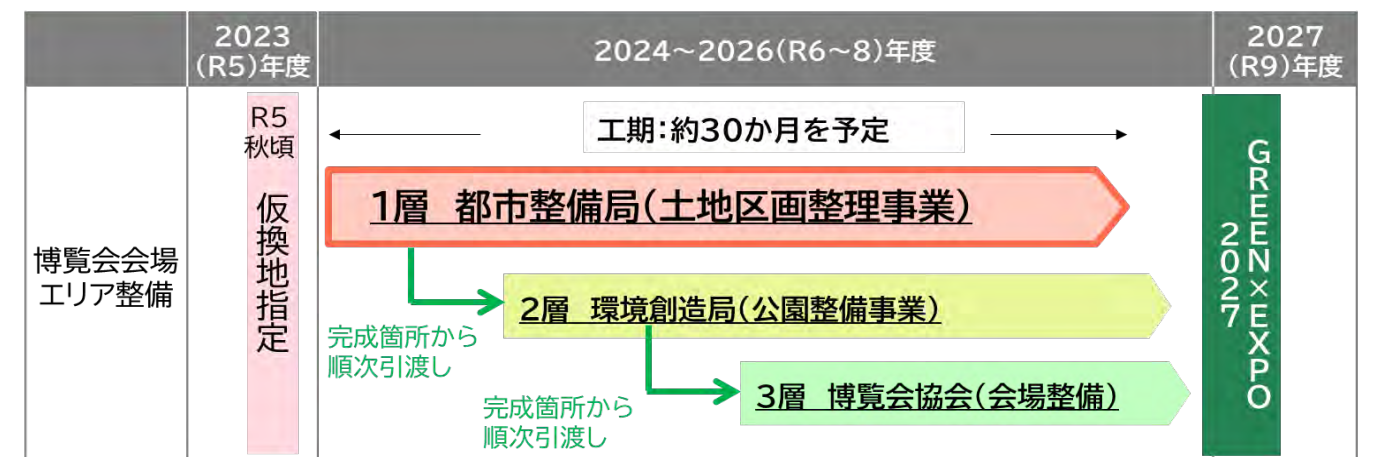 2023
(R5)年度
2024～2026(R6～8)年度
2027
(R9)年度
博覧会会場
エリア整備
R5
秋頃
仮換地指定
工期：約30か月を予定
1層　都市整備局(土地区画整理事業)
完成箇所から
順次引渡し
2層　環境創造局(公園整備事業)
完成箇所から
順次引渡し
3層　博覧会協会(会場整備)
GREEN×EXPO
2027